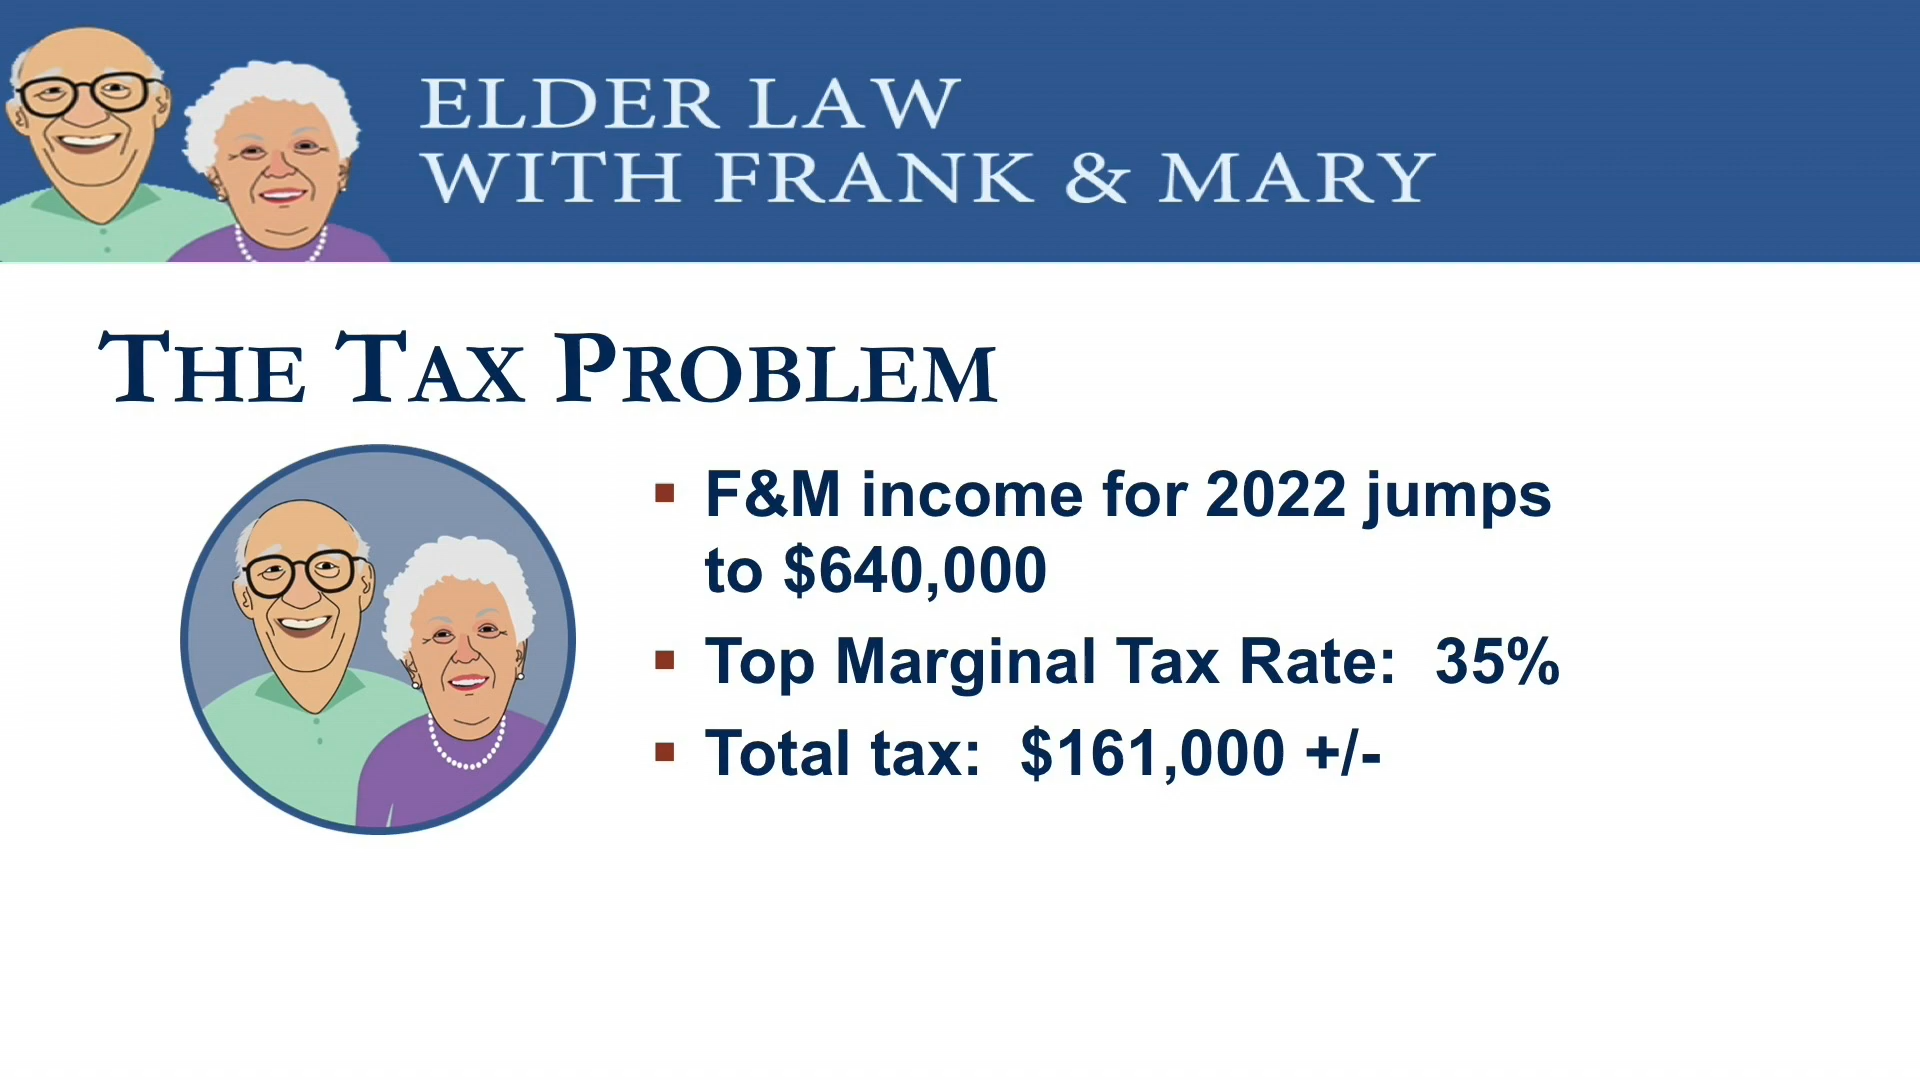 ELDER LAW
WITH FRANK & MARY
THE TAX PROBLEM
▪ F&M income for 2022 jumps
to $640,000
▪ Top Marginal Tax Rate: 35%
▪ Total tax: $161,000 +/-